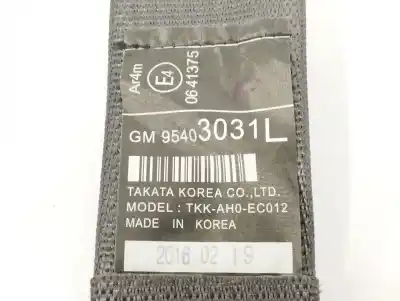 Ar4m
E4
06 41375
GM 95403031L
TAKATA KOREA CO.,LTD.
MODEL : TKK-AH0-EC012
MADE IN KOREA
2016 02 19